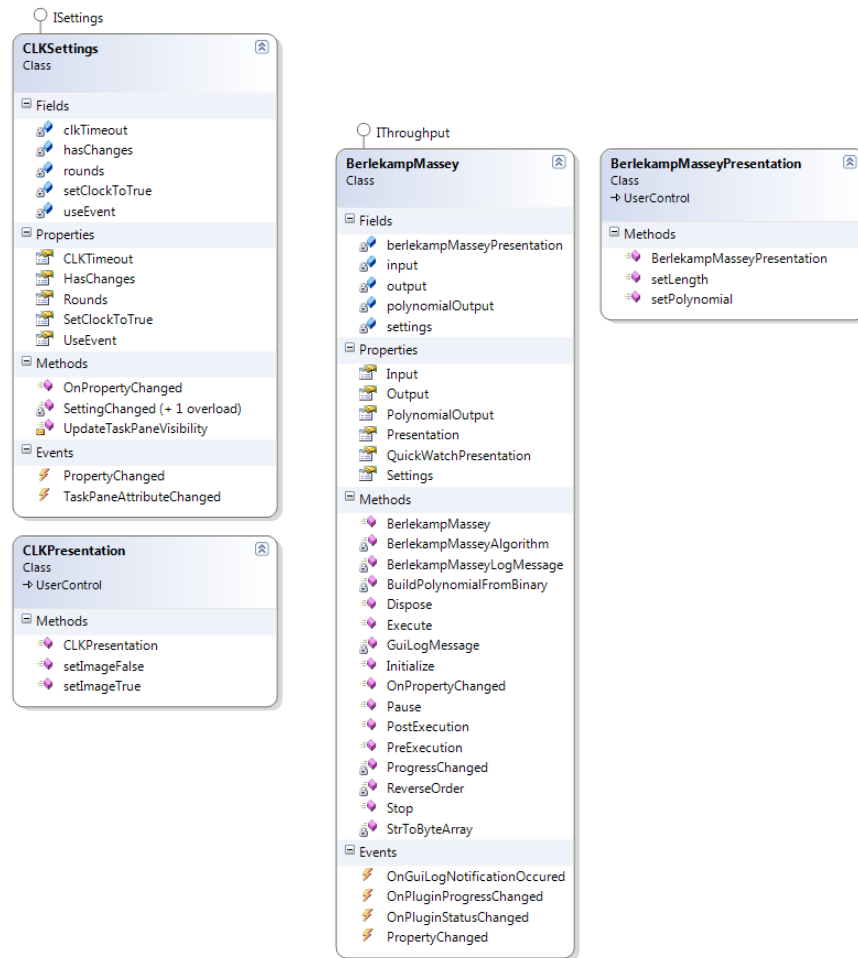 ISettings
CLKSettings
Class
Fields
clkTimeout
hasChanges
rounds
setClockToTrue
useEvent
Properties
CLKTimeout
HasChanges
Rounds
SetClockToTrue
UseEvent
Methods
OnPropertyChanged
SettingChanged (+ 1 overload)
UpdateTaskPaneVisibility
Events
PropertyChanged
TaskPaneAttributeChanged
CLKPresentation
Class
UserControl
Methods
CLKPresentation
setImageFalse
setImageTrue
IThroughput
BerlekampMassey
Class
Fields
berlekampMasseyPresentation
input
output
polynomialOutput
settings
Properties
Input
Output
PolynomialOutput
Presentation
QuickWatchPresentation
Settings
Methods
BerlekampMassey
BerlekampMasseyAlgorithm
BerlekampMasseyLogMessage
BuildPolynomialFromBinary
Dispose
Execute
GuiLogMessage
Initialize
OnPropertyChanged
Pause
PostExecution
PreExecution
ProgressChanged
ReverseOrder
Stop
StrToByteArray
Events
OnGuiLogNotificationOccured
OnPluginProgressChanged
OnPluginStatusChanged
PropertyChanged
BerlekampMasseyPresentation
Class
UserControl
Methods
BerlekampMasseyPresentation
setLength
setPolynomial